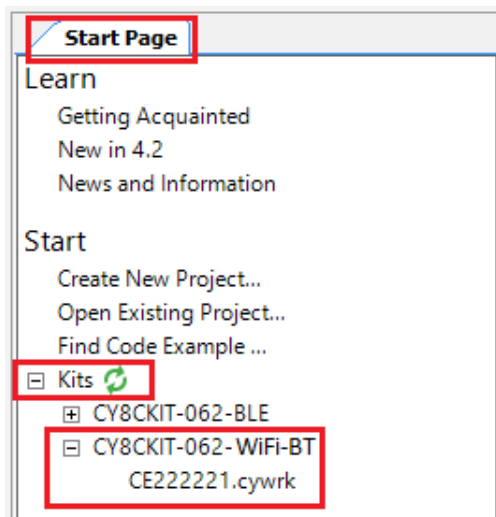 Start Page
Learn
Getting Acquainted
New in 4.2
News and Information
Start
Create New Project...
Open Existing Project...
Find Code Example ...
Kits
CY8CKIT-062-BLE
CY8CKIT-062-WiFi-BT
CE222221.cywrk